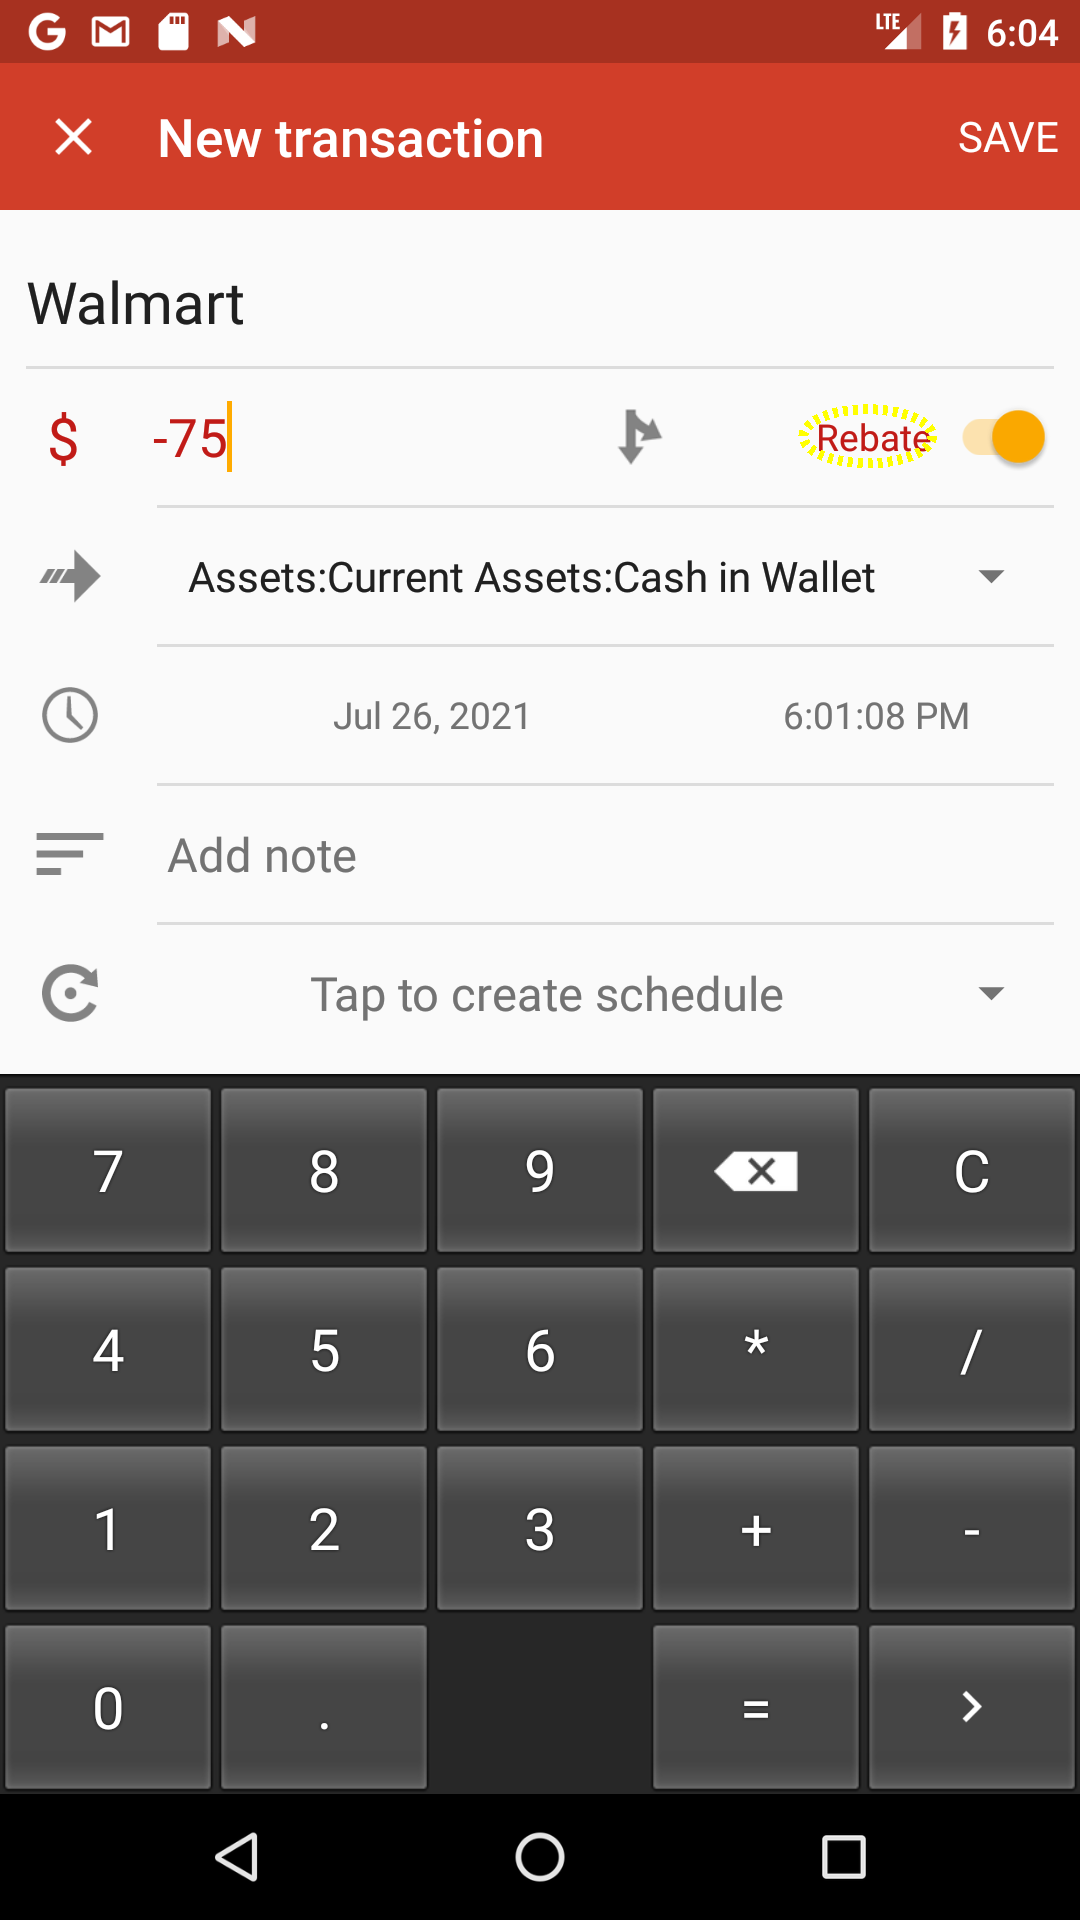 LTE 6:04
New transaction SAVE
Walmart
$ -75 Rebate
Assets:Current Assets:Cash in Wallet
Jul 26, 2021 6:01:08 PM
Add note
Tap to create schedule
7 8 9 C
4 5 6 * /
1 2 3 + -
0 . = >